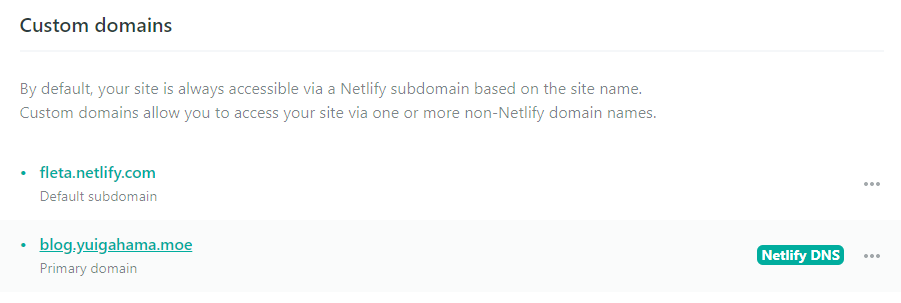 Custom domains
By default, your site is always accessible via a Netlify subdomain based on the site name.
Custom domains allow you to access your site via one or more non-Netlify domain names.
• fleta.netlify.com
Default subdomain
• blog.yuigahama.moe
Netlify DNS
Primary domain